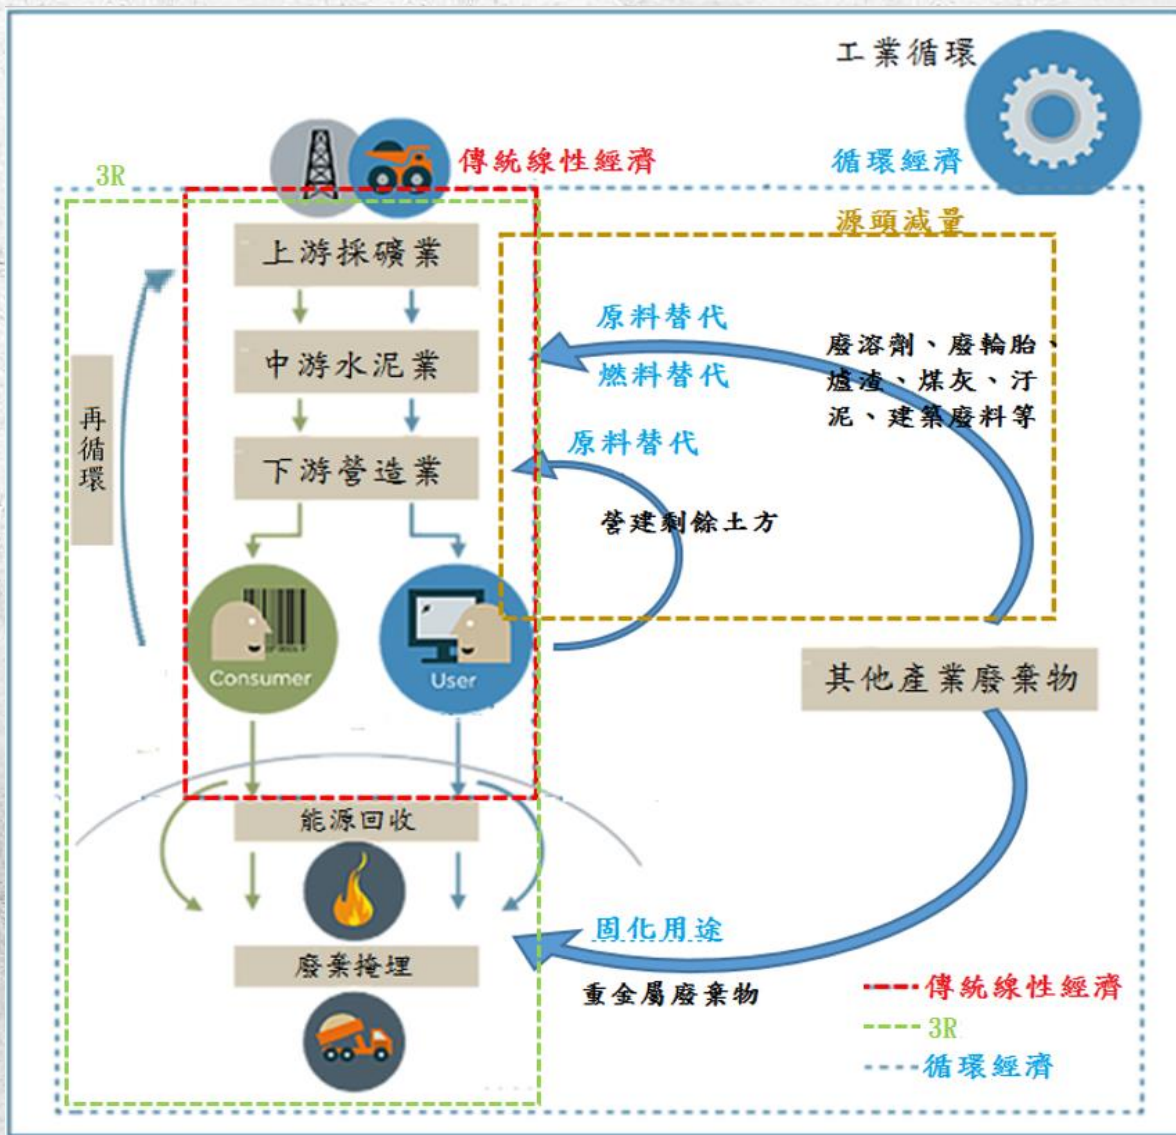 工業循環
3R
傳統線性經濟
循環經濟
源頭減量
上游採礦業
原料替代
廢溶劑、廢輪胎、
爐渣、煤灰、汙
泥、建築廢料等
中游水泥業
燃料替代
再循環
原料替代
下游營造業
營建剩餘土方
Consumer
User
其他產業廢棄物
能源回收
固化用途
廢棄掩埋
重金屬廢棄物
傳統線性經濟
3R
循環經濟